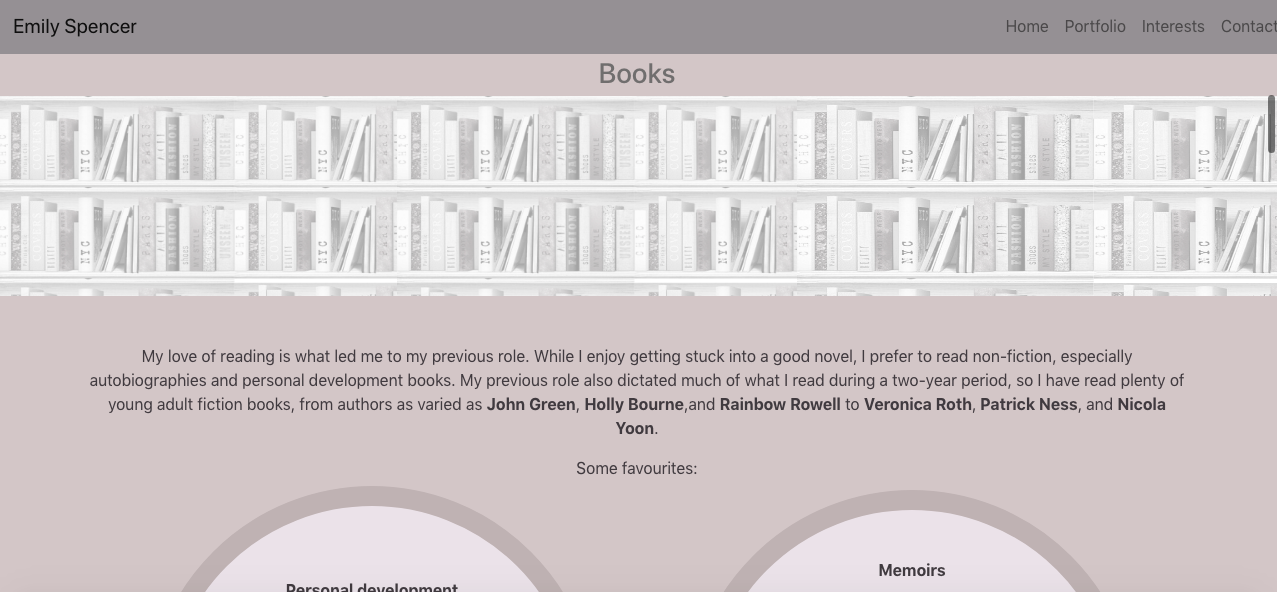 Emily Spencer
Home Portfolio Interests Contact
Books
My love of reading is what led me to my previous role. While I enjoy getting stuck into a good novel, I prefer to read non-fiction, especially
autobiographies and personal development books. My previous role also dictated much of what I read during a two-year period, so I have read plenty of
young adult fiction books, from authors as varied as John Green, Holly Bourne,and Rainbow Rowell to Veronica Roth, Patrick Ness, and Nicola
Yoon.
Some favourites:
Personal development
Memoirs